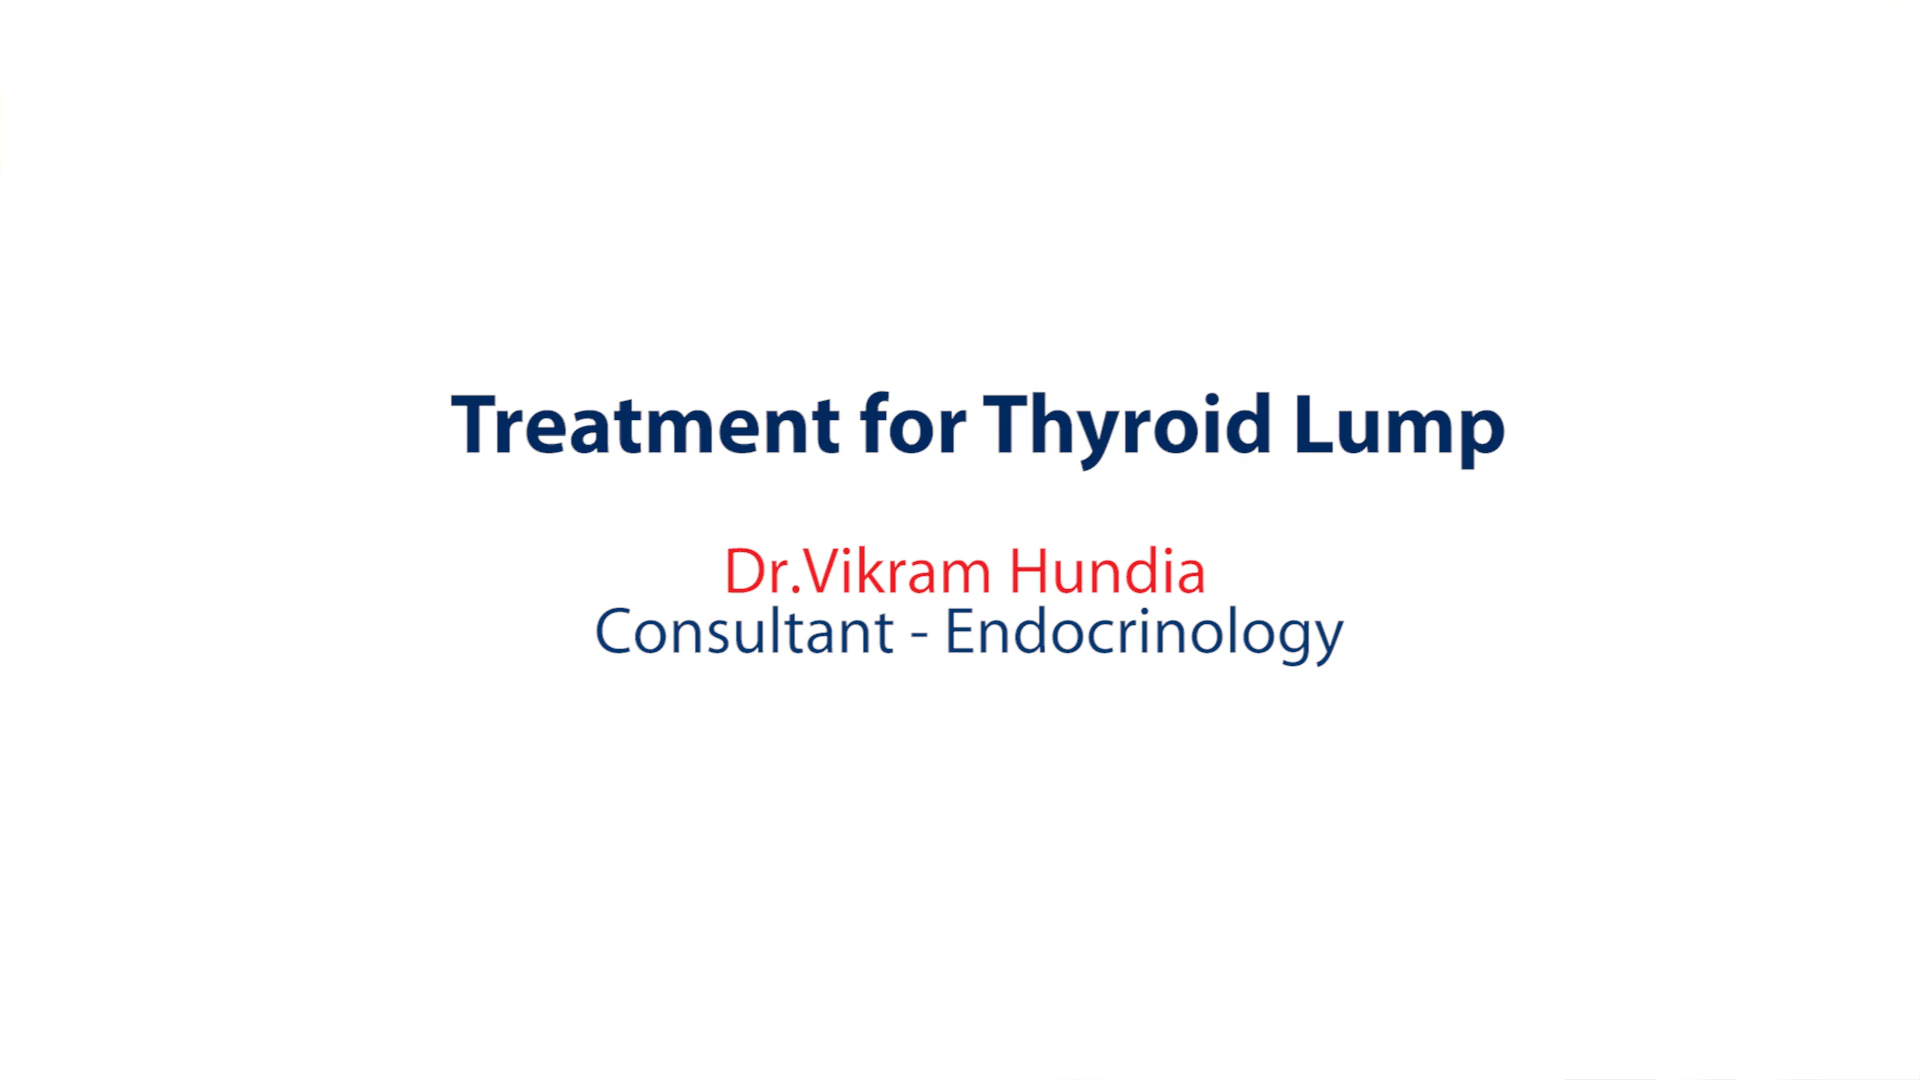 Treatment for Thyroid Lump
Dr.Vikram Hundia
Consultant - Endocrinology